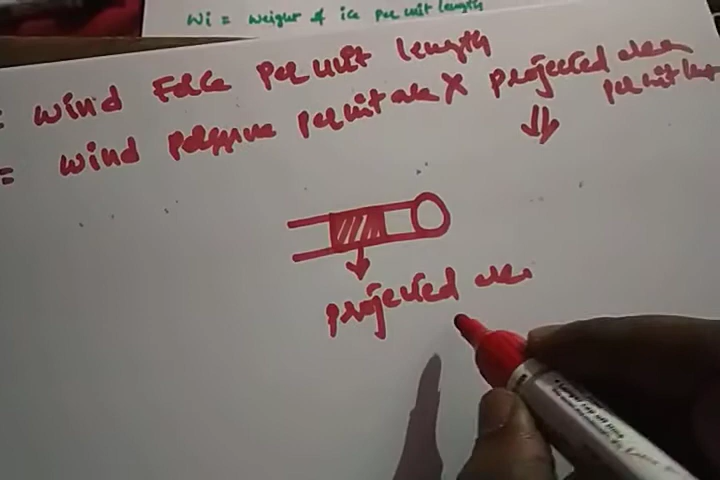 Wi = weight of ice per unit length
= wind Force per unit length
= wind pressure per unit area X projected area
per unit
projected area